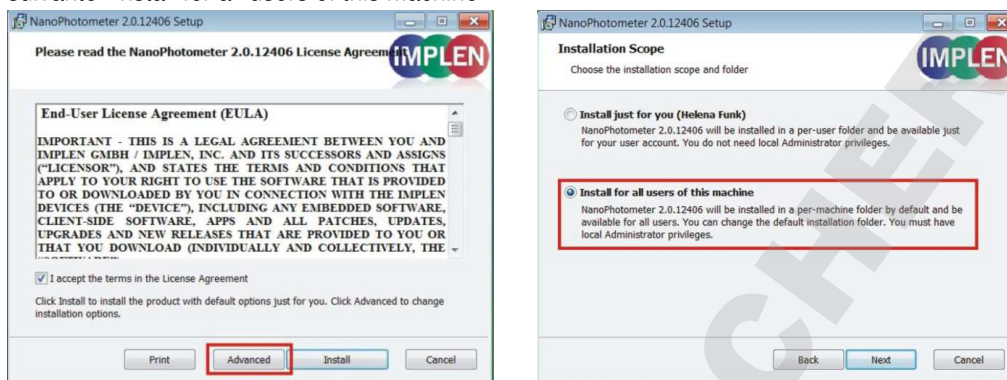 NanoPhotometer 2.0.12406 Setup
Please read the NanoPhotometer 2.0.12406 License Agreem
IMPLEN
End-User License Agreement (EULA)
IMPORTANT - THIS IS A LEGAL AGREEMENT BETWEEN YOU AND
IMPLEN GMBH / IMPLEN, INC. AND ITS SUCCESSORS AND ASSIGNS
("LICENSOR"), AND STATES THE TERMS AND CONDITIONS THAT
APPLY TO YOUR RIGHT TO USE THE SOFTWARE THAT IS PROVIDED
TO OR DOWNLOADED BY YOU IN CONNECTION WITH THE IMPLEN
DEVICES (THE "DEVICE"), INCLUDING ANY EMBEDDED SOFTWARE,
CLIENT-SIDE SOFTWARE, APPS AND ALL PATCHES, UPDATES,
UPGRADES AND NEW RELEASES THAT ARE PROVIDED TO YOU OR
THAT YOU DOWNLOAD (INDIVIDUALLY AND COLLECTIVELY, THE
I accept the terms in the License Agreement
Click Install to install the product with default options just for you. Click Advanced to change
installation options.
Print Advanced Install Cancel
NanoPhotometer 2.0.12406 Setup
Installation Scope
Choose the installation scope and folder
IMPLEN
Install just for you (Helena Funk)
NanoPhotometer 2.0.12406 will be installed in a per-user folder and be available just
for your user account. You do not need local Administrator privileges.
Install for all users of this machine
NanoPhotometer 2.0.12406 will be installed in a per-machine folder by default and be
available for all users. You can change the default installation folder. You must have
local Administrator privileges.
Back Next Cancel
CHEN